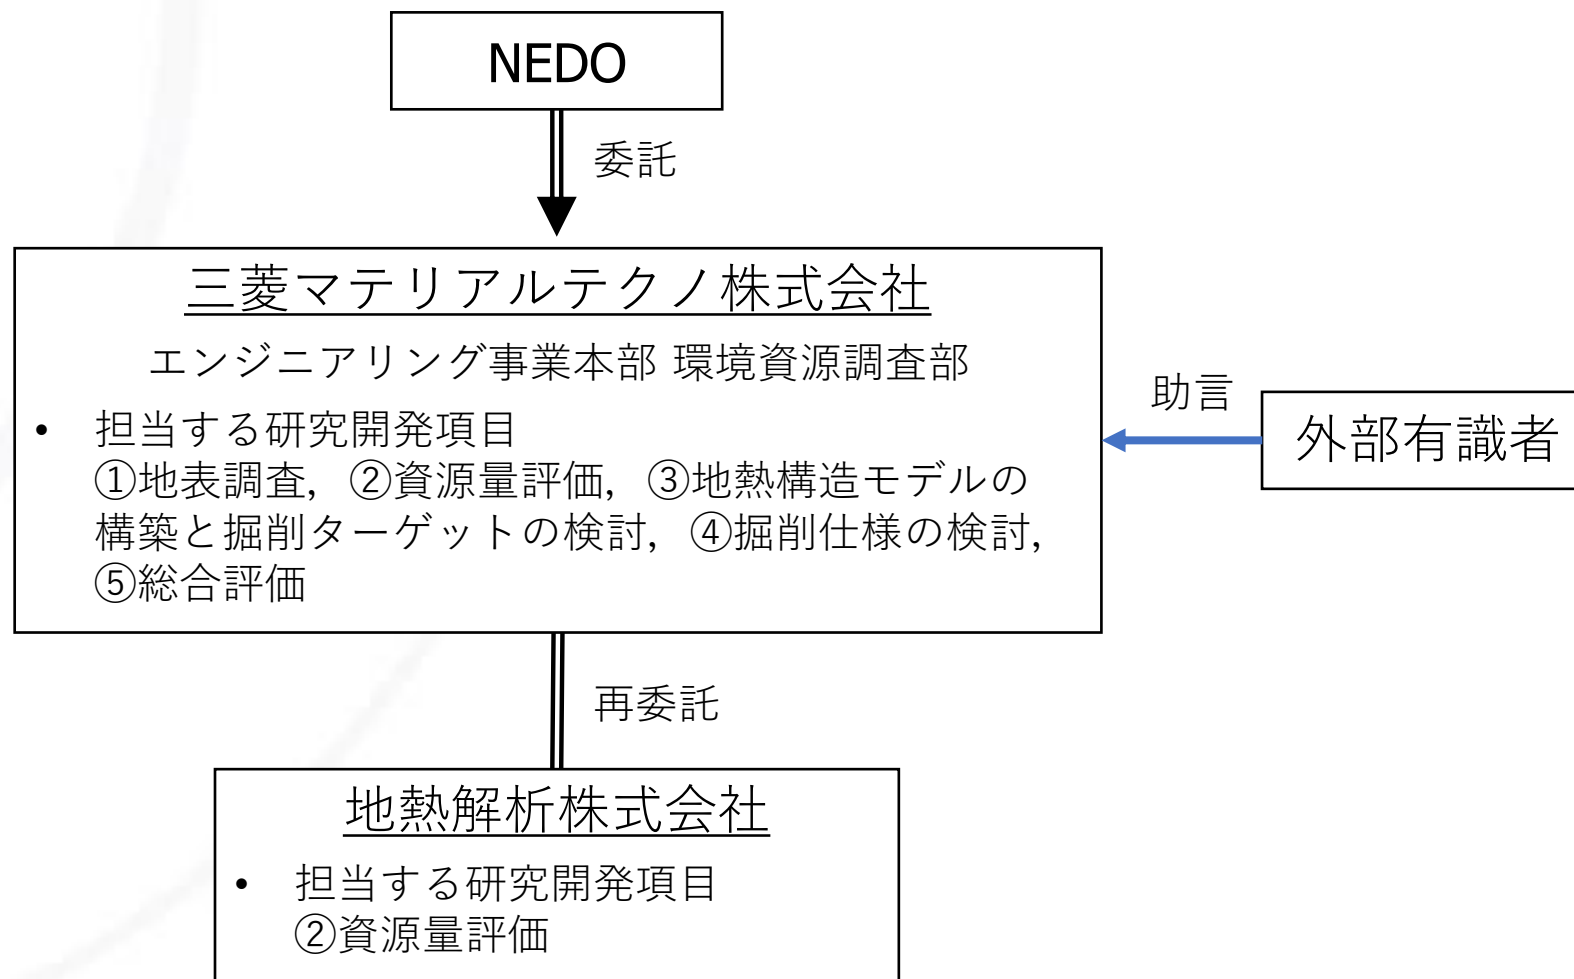 NEDO
委託
三菱マテリアルテクノ株式会社
エンジニアリング事業本部 環境資源調査部
• 担当する研究開発項目
①地表調査，②資源量評価，③地熱構造モデルの
構築と掘削ターゲットの検討，④掘削仕様の検討，
⑤総合評価
助言
外部有識者
再委託
地熱解析株式会社
• 担当する研究開発項目
②資源量評価